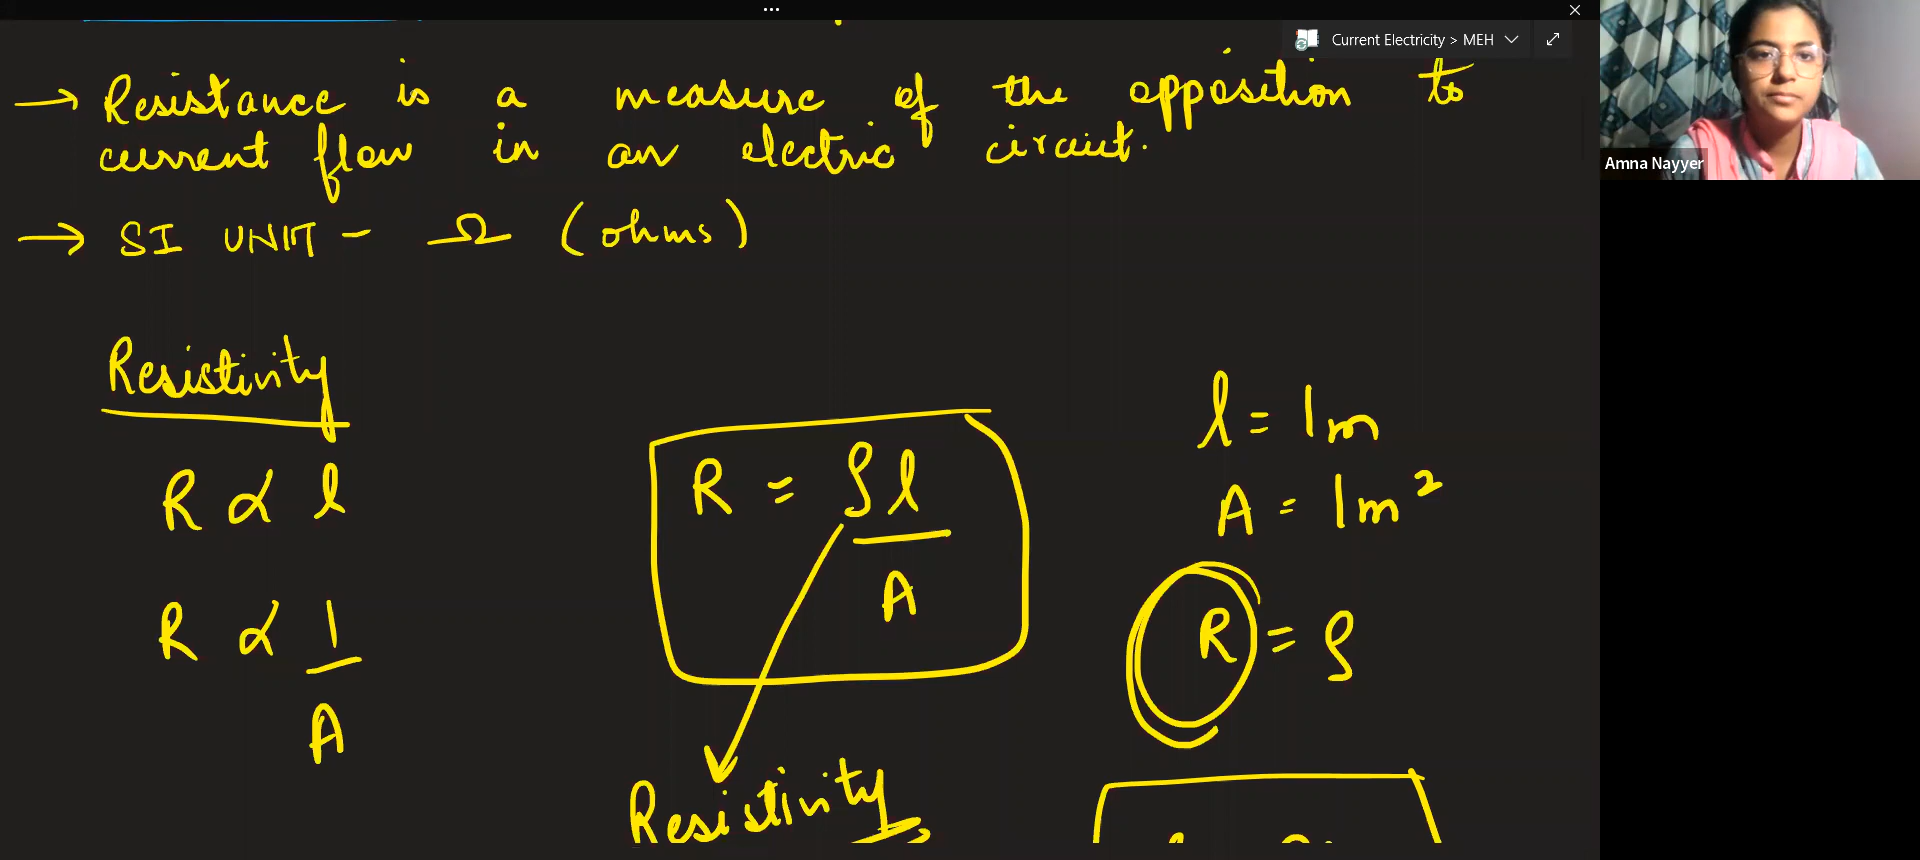 Current Electricity > MEH
Amna Nayyer
→ Resistance is a measure of the opposition to
current flow in an electric circuit.
→ SI UNIT - Ω (ohms)
Resistivity
R ∝ l
R ∝ 1
A
R = ρl
A
Resistivity
l = 1m
A = 1m²
R = ρ